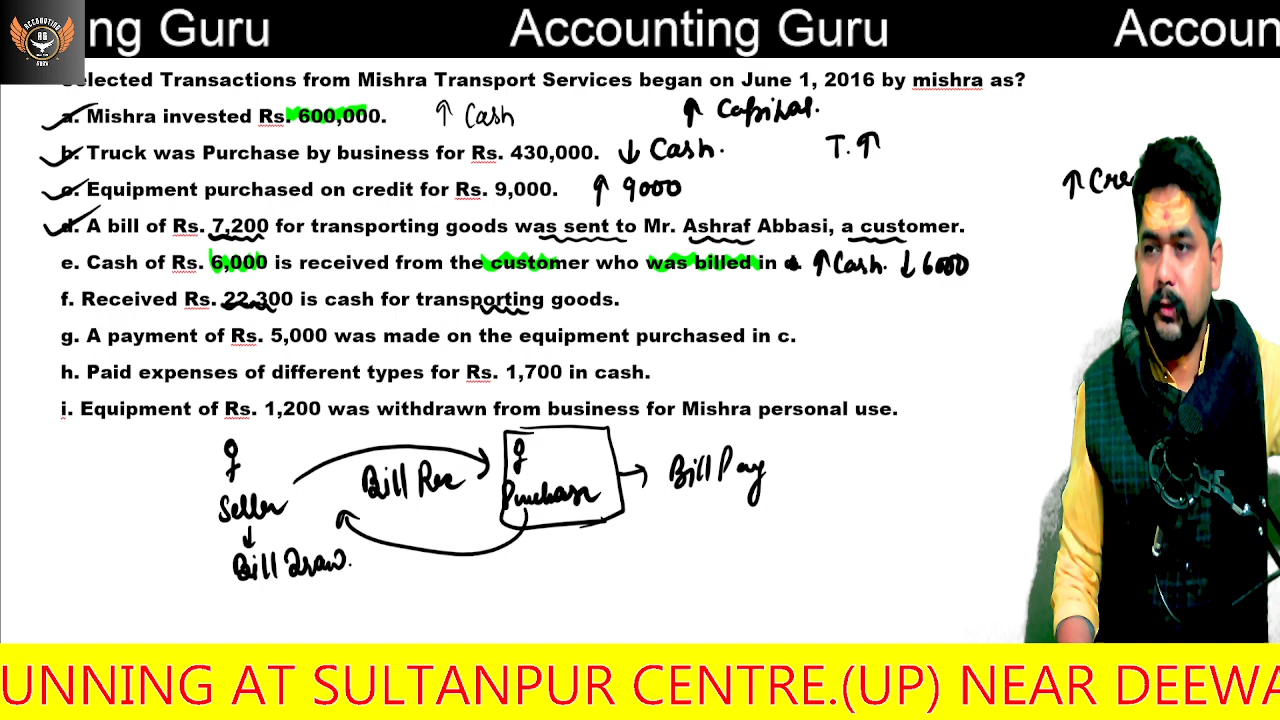 ng Guru Accounting Guru Accoun
ACCOUNTING
AG
GURU
elected Transactions from Mishra Transport Services began on June 1, 2016 by mishra as?
a. Mishra invested Rs. 600,000. ↑ Cash ↑ Capital.
b. Truck was Purchase by business for Rs. 430,000. ↓ Cash. T. ↑
c. Equipment purchased on credit for Rs. 9,000. ↑ 9000 ↑ Cre
d. A bill of Rs. 7,200 for transporting goods was sent to Mr. Ashraf Abbasi, a customer.
e. Cash of Rs. 6,000 is received from the customer who was billed in d. ↑ Cash. ↓ 6000
f. Received Rs. 22,300 is cash for transporting goods.
g. A payment of Rs. 5,000 was made on the equipment purchased in c.
h. Paid expenses of different types for Rs. 1,700 in cash.
i. Equipment of Rs. 1,200 was withdrawn from business for Mishra personal use.
Seller Bill Rec Purchase → Bill Pay
↓
Bill Draw.
UNNING AT SULTANPUR CENTRE.(UP) NEAR DEEWA